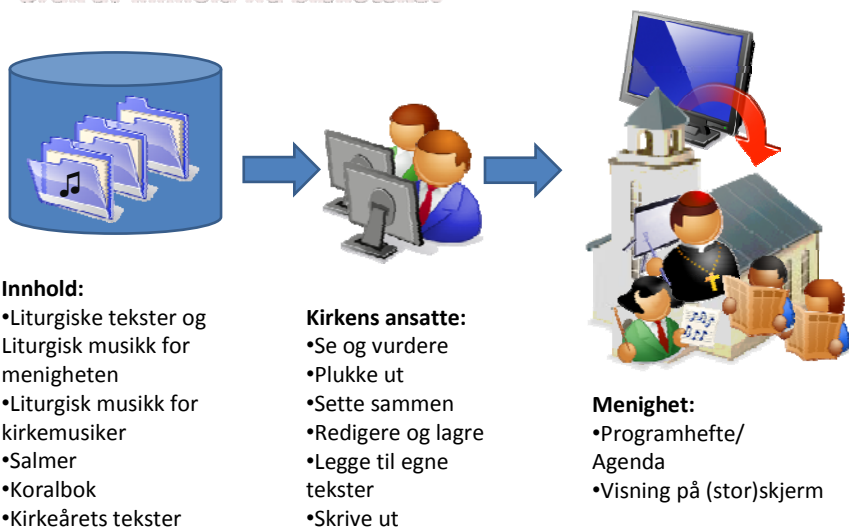 Innhold:
•Liturgiske tekster og
Liturgisk musikk for
menigheten
•Liturgisk musikk for
kirkemusiker
•Salmer
•Koralbok
•Kirkeårets tekster
Kirkens ansatte:
•Se og vurdere
•Plukke ut
•Sette sammen
•Redigere og lagre
•Legge til egne
tekster
•Skrive ut
Menighet:
•Programhefte/
Agenda
•Visning på (stor)skjerm